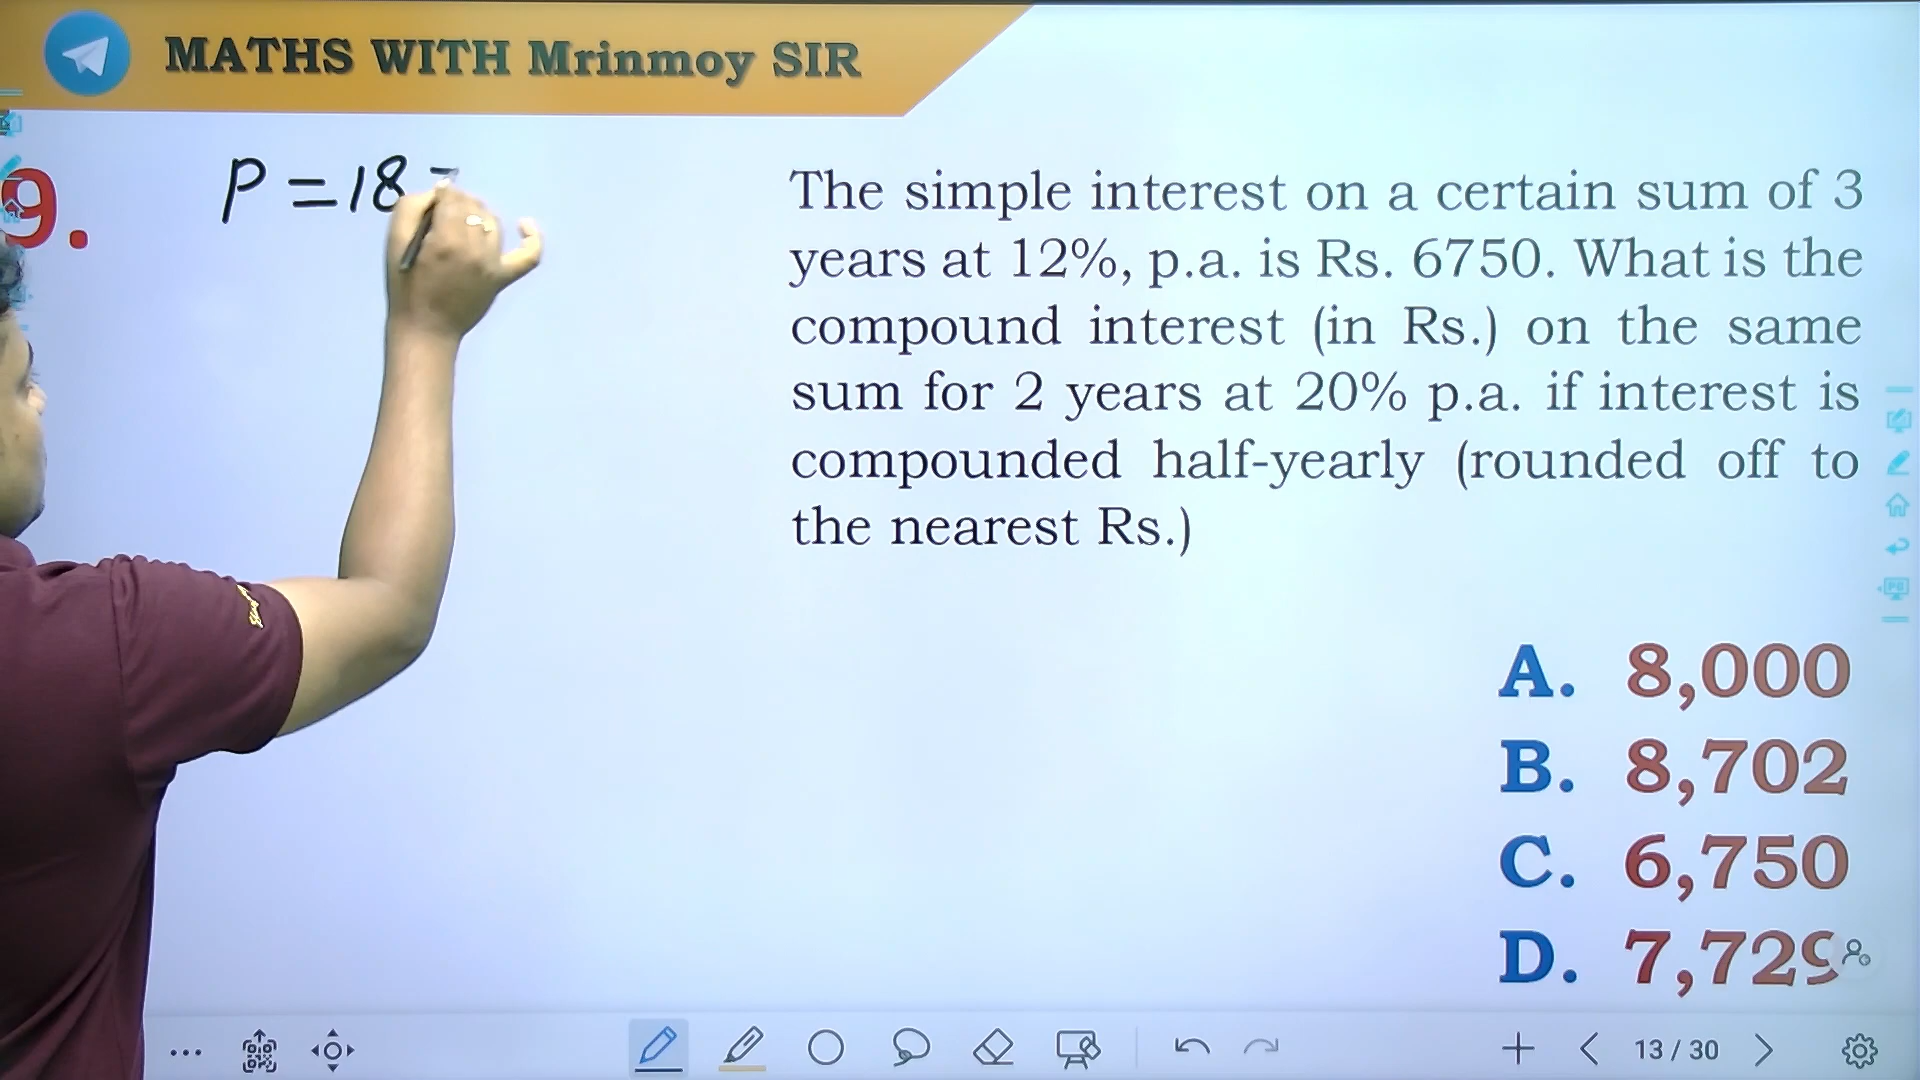 MATHS WITH Mrinmoy SIR
9.
P = 18
The simple interest on a certain sum of 3
years at 12%, p.a. is Rs. 6750. What is the
compound interest (in Rs.) on the same
sum for 2 years at 20% p.a. if interest is
compounded half-yearly (rounded off to
the nearest Rs.)
A. 8,000
B. 8,702
C. 6,750
D. 7,729
13 / 30